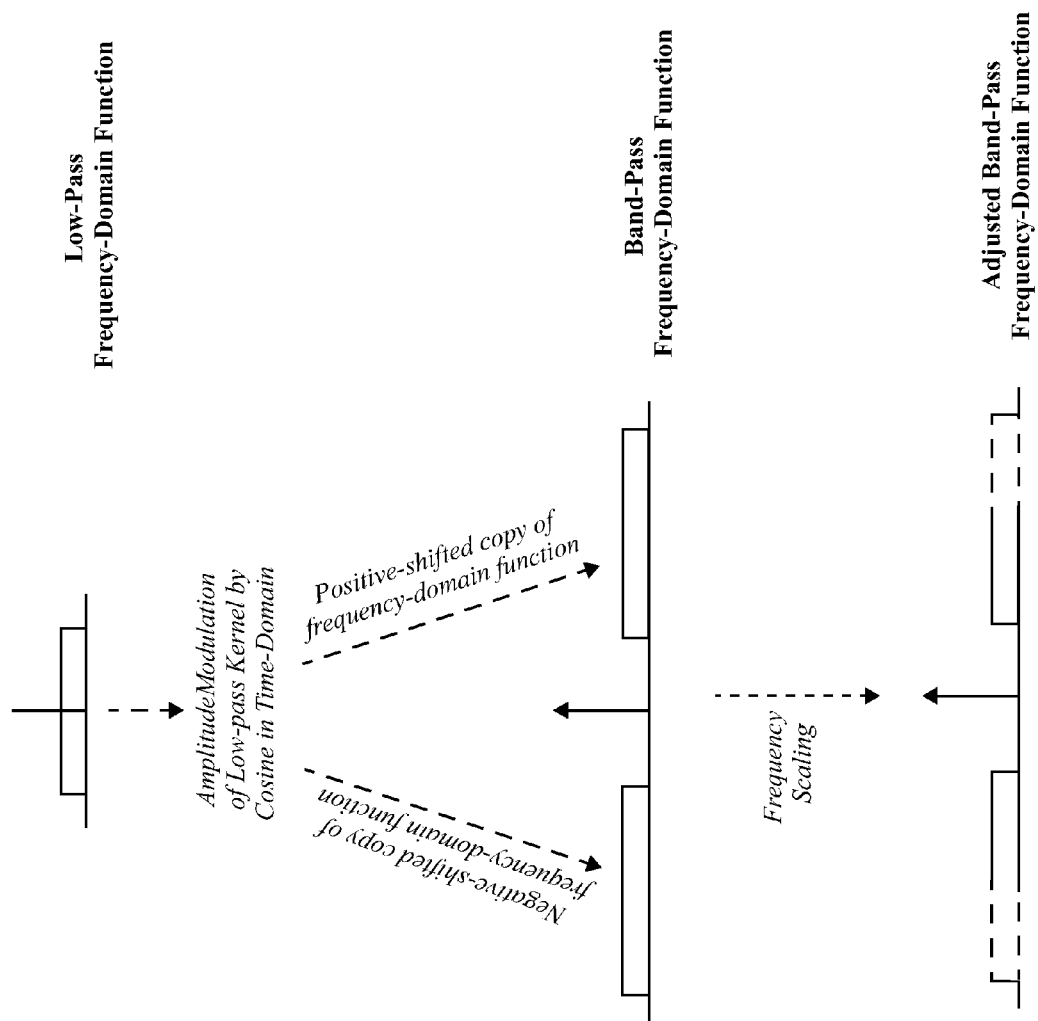 Low-Pass
Frequency-Domain Function
AmplitudeModulation
of Low-pass Kernel by
Cosine in Time-Domain
Positive-shifted copy of
frequency-domain function
Negative-shifted copy of
frequency-domain function
Band-Pass
Frequency-Domain Function
Frequency
Scaling
Adjusted Band-Pass
Frequency-Domain Function